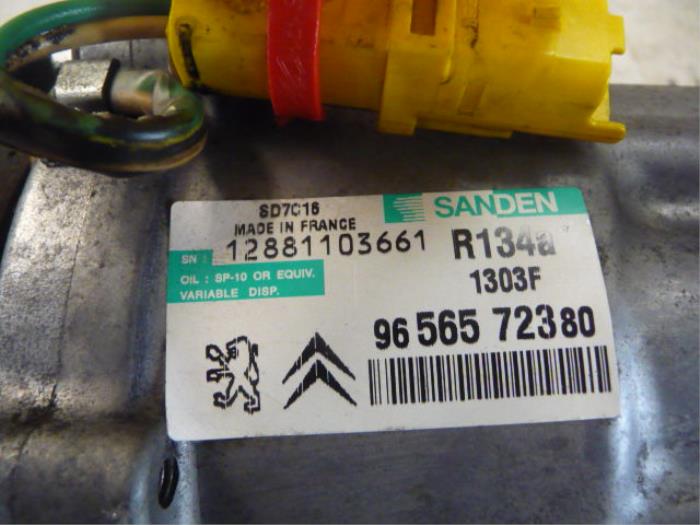 SD7C16
MADE IN FRANCE
SANDEN
SN : 12881103661
R134a
OIL : SP-10 OR EQUIV.
VARIABLE DISP.
1303F
96 565 723 80